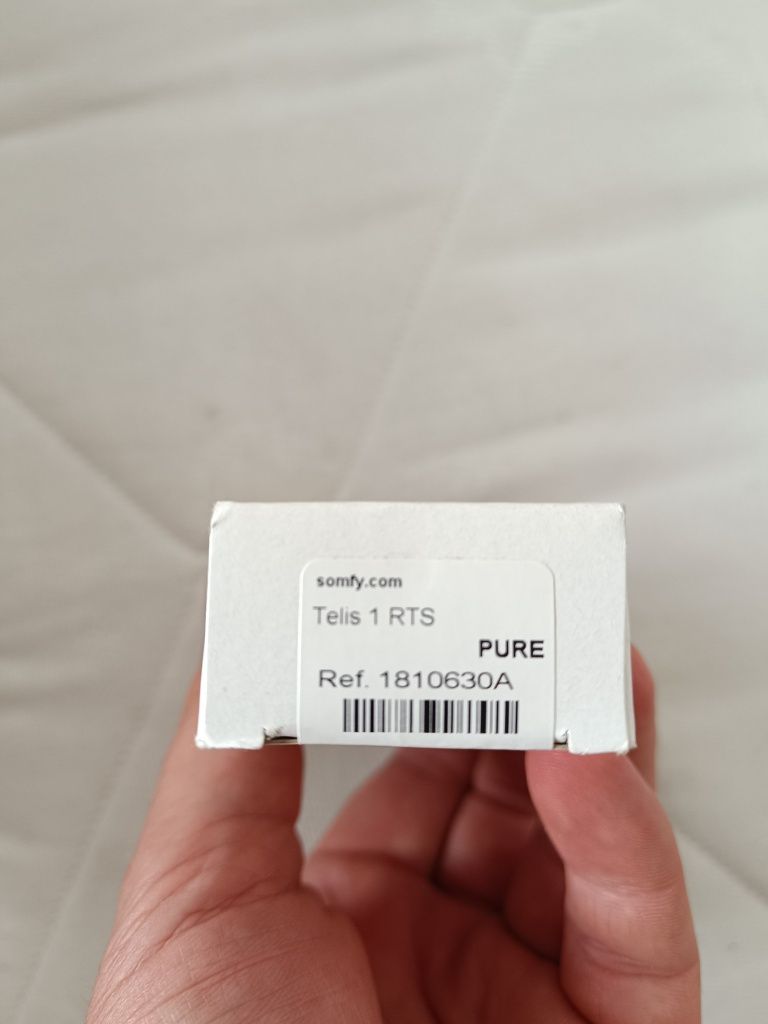 somfy.com
Telis 1 RTS
PURE
Ref. 1810630A